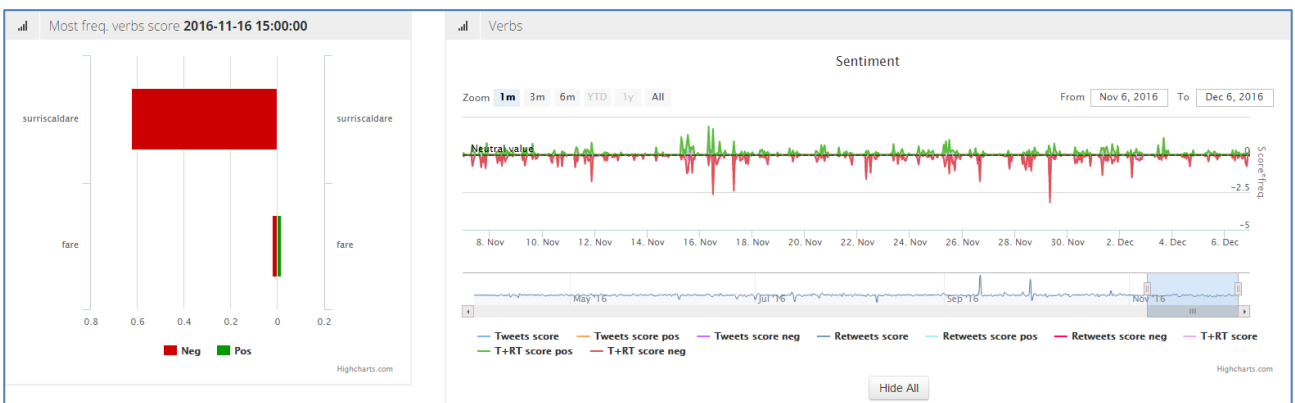 Most freq. verbs score 2016-11-16 15:00:00
surriscaldare
surriscaldare
fare
fare
0.8 0.6 0.4 0.2 0 0.2
Neg Pos
Highcharts.com
Verbs
Sentiment
Zoom 1m 3m 6m YTD 1y All
From Nov 6, 2016 To Dec 6, 2016
Neutral value
0
-2.5
-5
Score*freq.
8. Nov 10. Nov 12. Nov 14. Nov 16. Nov 18. Nov 20. Nov 22. Nov 24. Nov 26. Nov 28. Nov 30. Nov 2. Dec 4. Dec 6. Dec
May '16 Jul '16 Sep '16 Nov '16
Tweets score Tweets score pos Tweets score neg Retweets score Retweets score pos Retweets score neg T+RT score
T+RT score pos T+RT score neg
Highcharts.com
Hide All